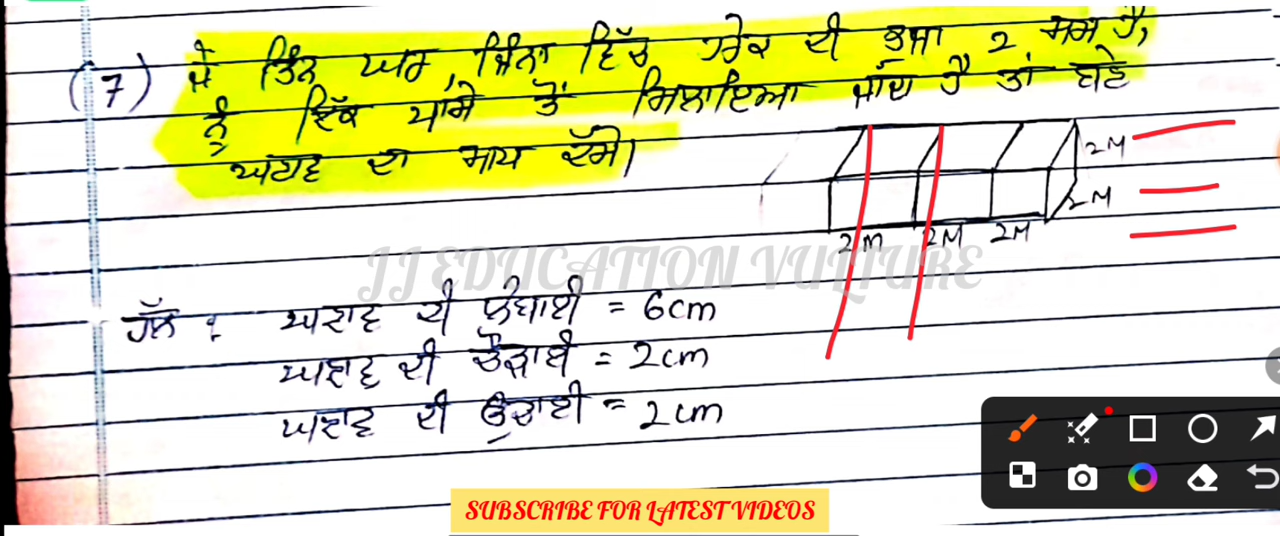 (7) ਜੇ ਤਿੰਨ ਘਣ, ਜਿੰਨਾ ਵਿੱਚ ਹਰੇਕ ਦੀ ਭੁਜਾ 2 ਸਮ ਹੈ,
ਨੂੰ ਇੱਕ ਪਾਸੇ ਤੋਂ ਮਿਲਾਇਆ ਜਾਂਦਾ ਹੈ ਤਾਂ ਬਣੇ
ਘਣਾਵ ਦਾ ਮਾਪ ਦੱਸੋ।
2M
2M
2M 2M 2M
JJ EDUCATION VULTURE
ਹੱਲ : ਘਣਾਵ ਦੀ ਲੰਬਾਈ = 6cm
ਘਣਾਵ ਦੀ ਚੌੜਾਈ = 2cm
ਘਣਾਵ ਦੀ ਉਚਾਈ = 2cm
SUBSCRIBE FOR LATEST VIDEOS